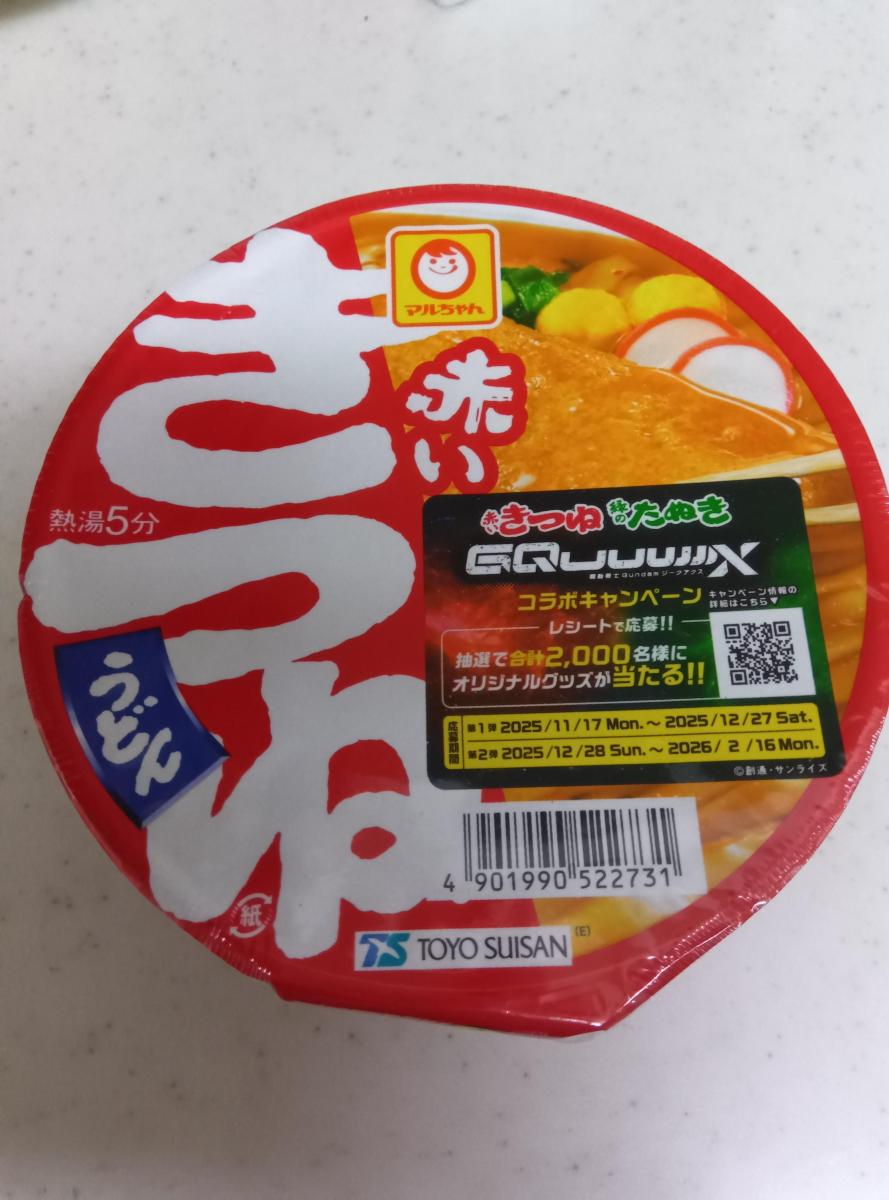 マルちゃん
赤い
きつね
うどん
熱湯5分
赤いきつね 緑のたぬき
GQuuuuuuX
機動戦士Gundam ジークアクス
コラボキャンペーン
キャンペーン情報の
詳細はこちら▼
レシートで応募!!
抽選で合計2,000名様に
オリジナルグッズが当たる!!
応募期間
第1弾 2025/11/17 Mon.～2025/12/27 Sat.
第2弾 2025/12/28 Sun.～2026/2/16 Mon.
©創通・サンライズ
4 901990 522731
紙
TS TOYO SUISAN (E)